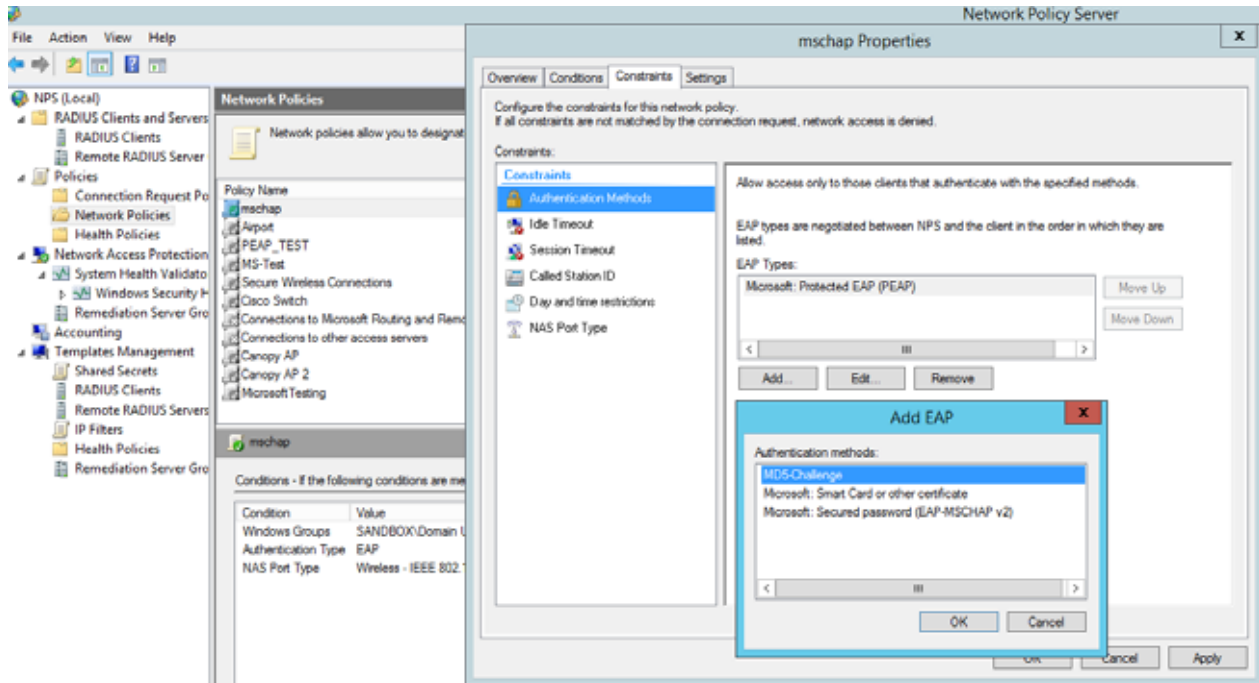 Network Policy Server
File Action View Help
NPS (Local)
RADIUS Clients and Servers
RADIUS Clients
Remote RADIUS Server
Policies
Connection Request Po
Network Policies
Health Policies
Network Access Protection
System Health Validato
Windows Security H
Remediation Server Gro
Accounting
Templates Management
Shared Secrets
RADIUS Clients
Remote RADIUS Servers
IP Filters
Health Policies
Remediation Server Gro
Network Policies
Network policies allow you to designat
Policy Name
mschap
Airport
PEAP_TEST
MS-Test
Secure Wireless Connections
Cisco Switch
Connections to Microsoft Routing and Remo
Connections to other access servers
Canopy AP
Canopy AP 2
MicrosoftTesting
mschap
Conditions - If the following conditions are me
Condition Value
Windows Groups SANDBOX\Domain U
Authentication Type EAP
NAS Port Type Wireless - IEEE 802.1
mschap Properties
x
Overview Conditions Constraints Settings
Configure the constraints for this network policy.
If all constraints are not matched by the connection request, network access is denied.
Constraints:
Constraints
Authentication Methods
Idle Timeout
Session Timeout
Called Station ID
Day and time restrictions
NAS Port Type
Allow access only to those clients that authenticate with the specified methods.
EAP types are negotiated between NPS and the client in the order in which they are
listed.
EAP Types:
Microsoft: Protected EAP (PEAP)
Move Up
Move Down
Add... Edit... Remove
Add EAP
x
Authentication methods:
MD5-Challenge
Microsoft: Smart Card or other certificate
Microsoft: Secured password (EAP-MSCHAP v2)
OK Cancel
OK Cancel Apply